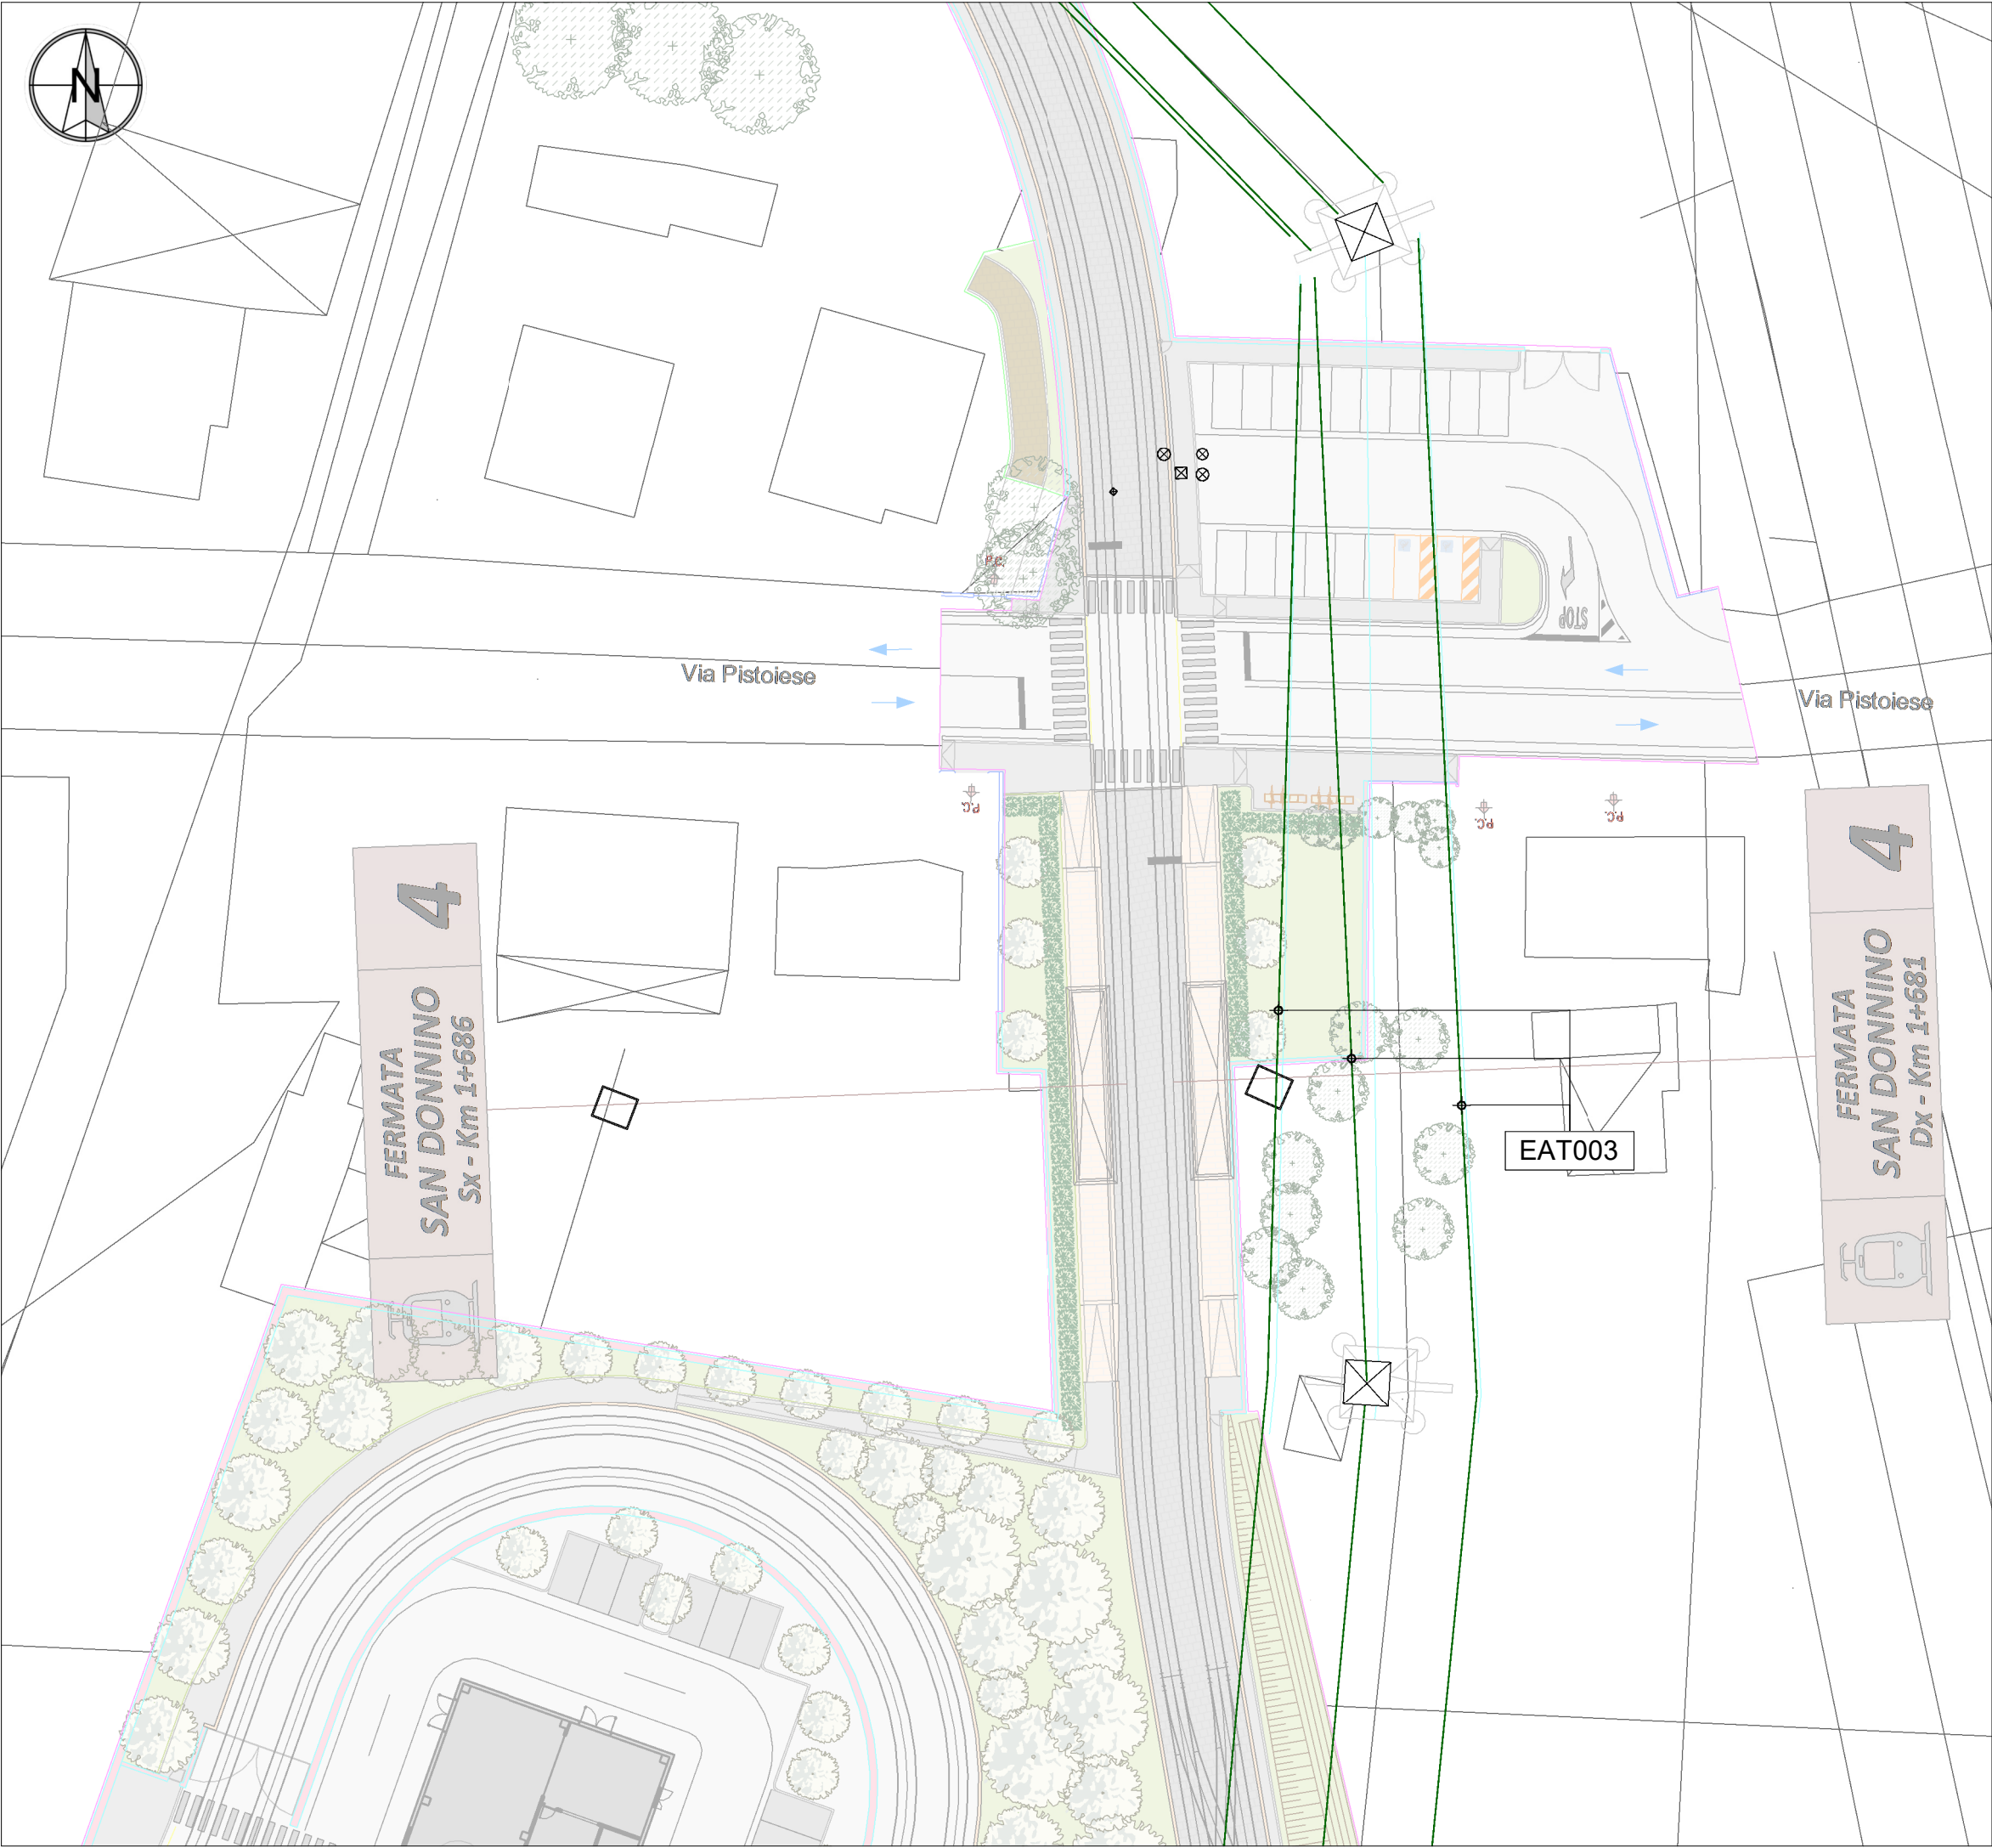 N
P.C.
STOP
Via Pistoiese
Via Pistoiese
P.C.
P.C.
P.C.
4
FERMATA
SAN DONNINO
Sx - Km 1+686
4
FERMATA
SAN DONNINO
Dx - Km 1+681
EAT003